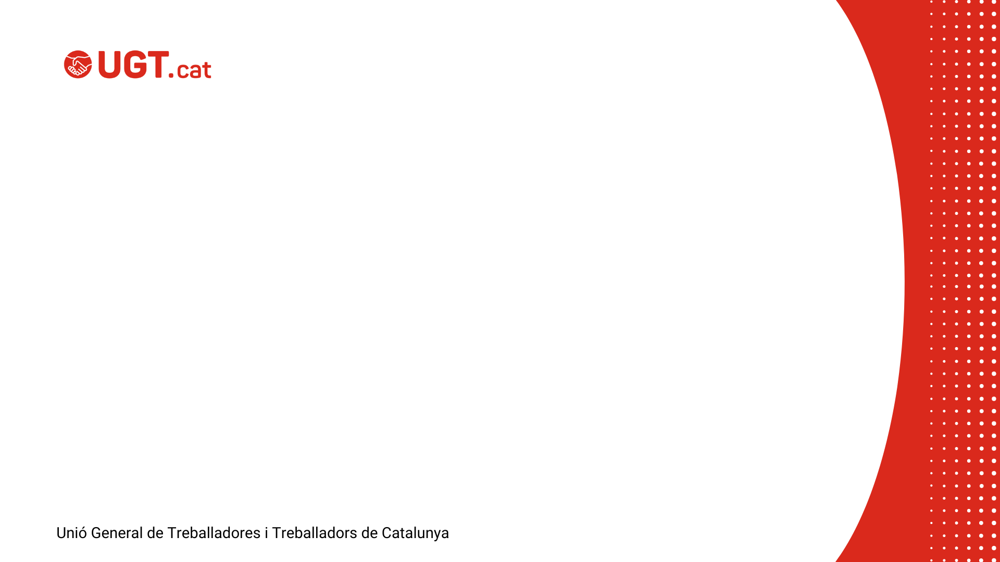 UGT.cat
Unió General de Treballadores i Treballadors de Catalunya